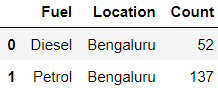 Fuel Location Count
0 Diesel Bengaluru 52
1 Petrol Bengaluru 137